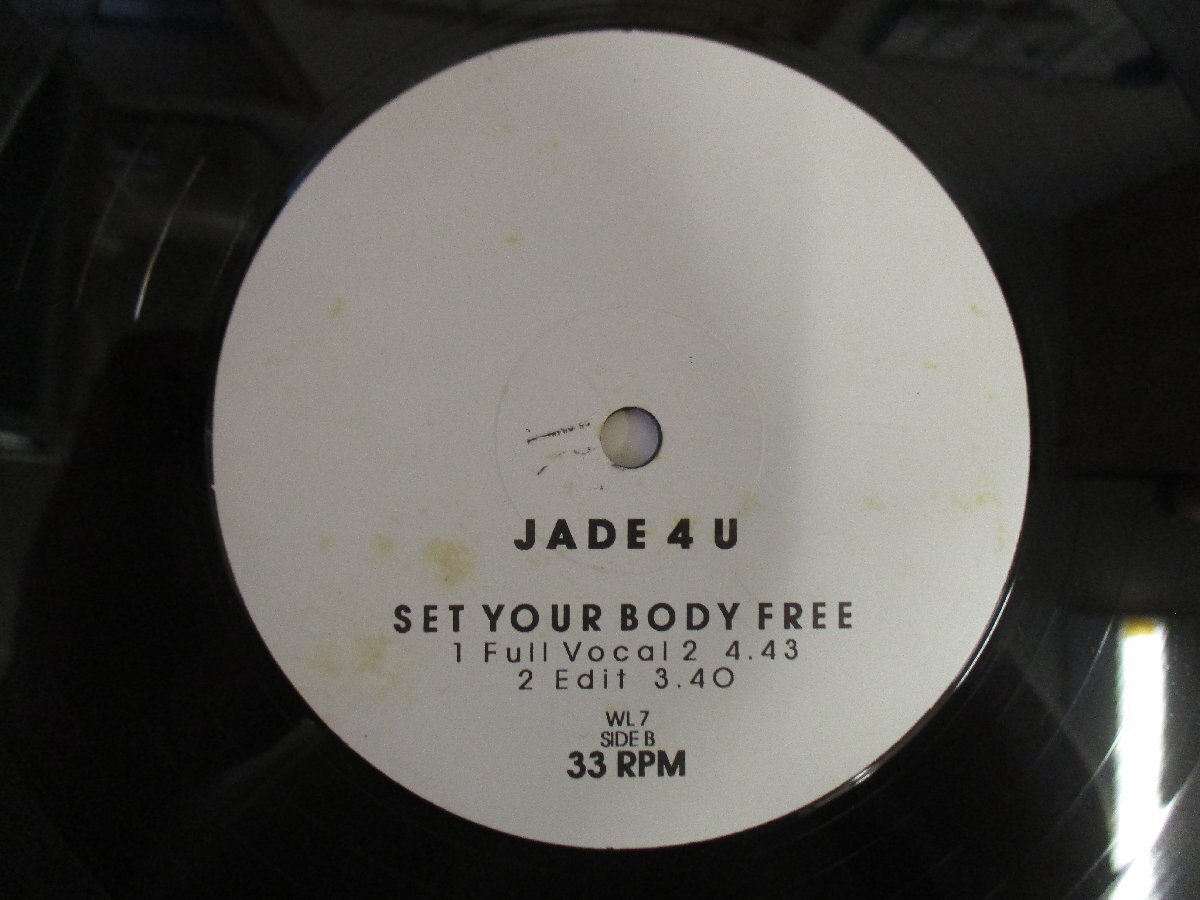 JADE 4 U
SET YOUR BODY FREE
1 Full Vocal 2 4.43
2 Edit 3.40
WL 7
SIDE B
33 RPM